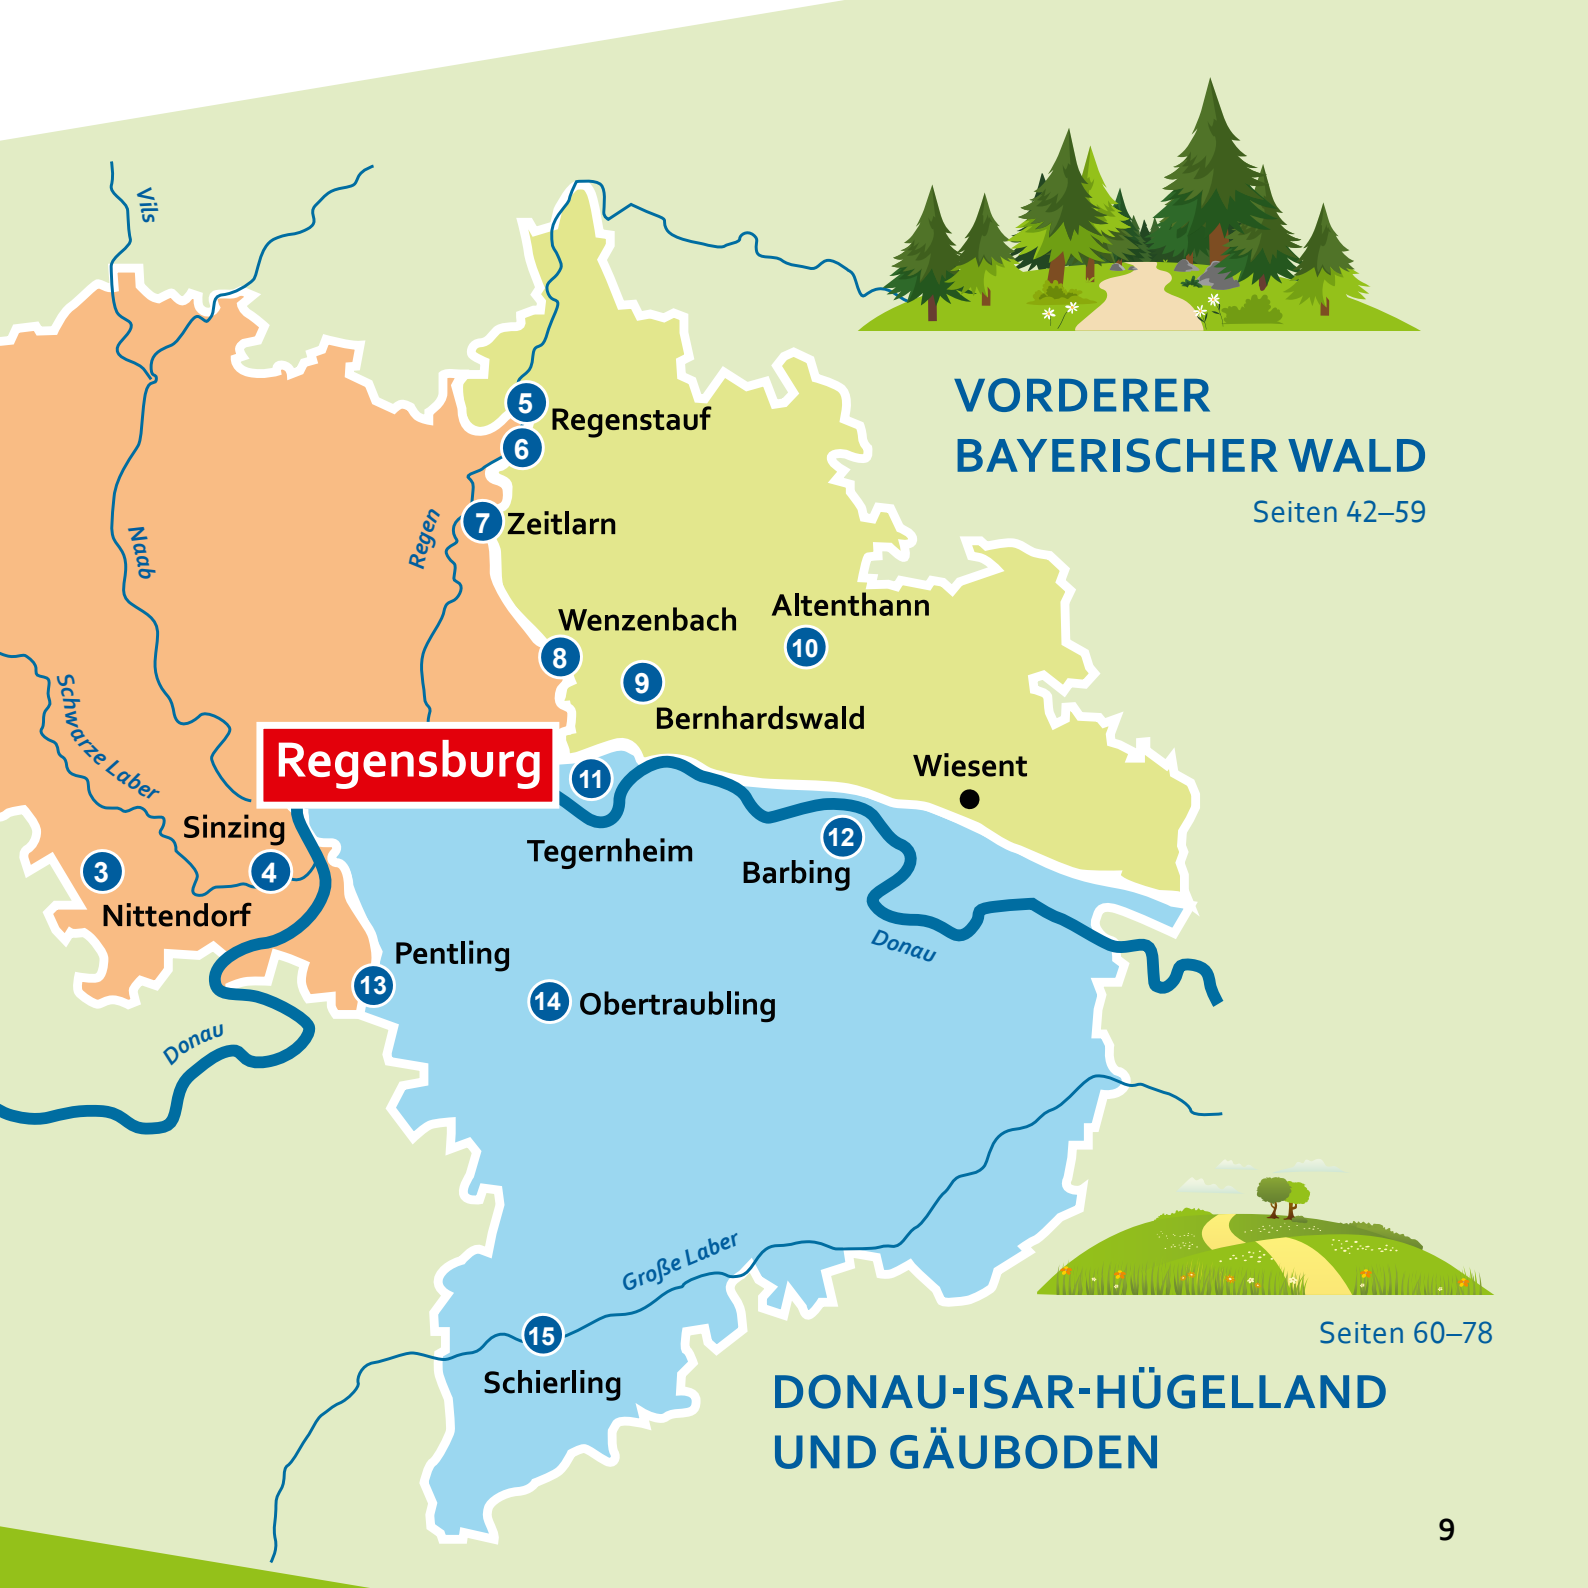 Vils
VORDERER
BAYERISCHER WALD
Seiten 42–59
5
Regenstauf
6
7
Zeitlarn
Regen
Naab
Altenthann
Wenzenbach
10
8
9
Bernhardswald
Schwarze Laber
Regensburg
Wiesent
11
Sinzing
Tegernheim
12
Barbing
3
4
Nittendorf
Donau
Pentling
13
14
Obertraubling
Donau
Große Laber
15
Schierling
Seiten 60–78
DONAU-ISAR-HÜGELLAND
UND GÄUBODEN
9